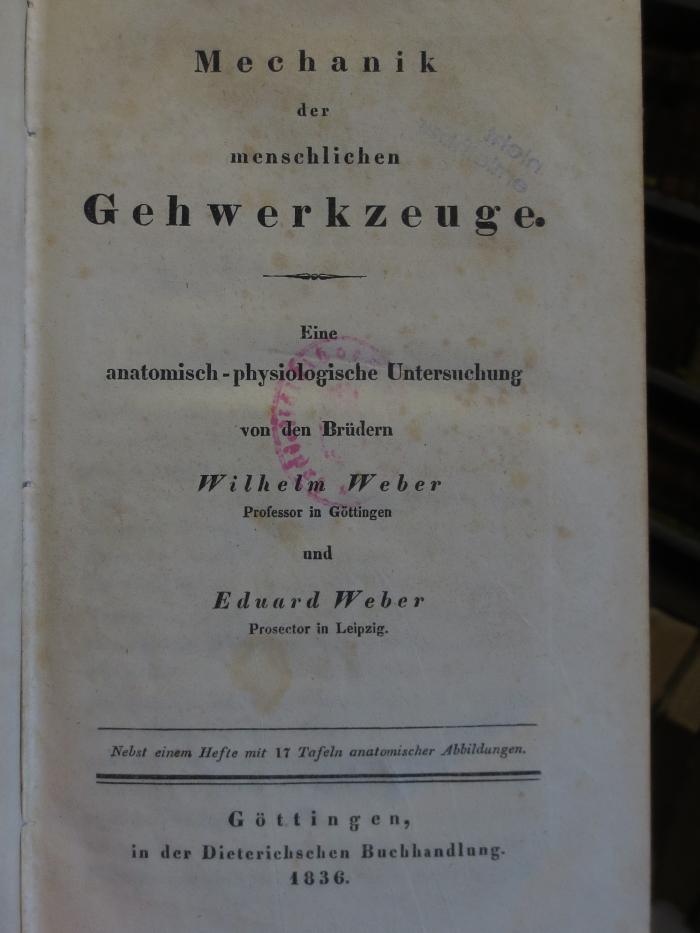 Mechanik
der
menschlichen
Gehwerkzeuge.
Eine
anatomisch-physiologische Untersuchung
von den Brüdern
Wilhelm Weber
Professor in Göttingen
und
Eduard Weber
Prosector in Leipzig.
Nebst einem Hefte mit 17 Tafeln anatomischer Abbildungen.
Göttingen,
in der Dieterichschen Buchhandlung.
1836.
nicht